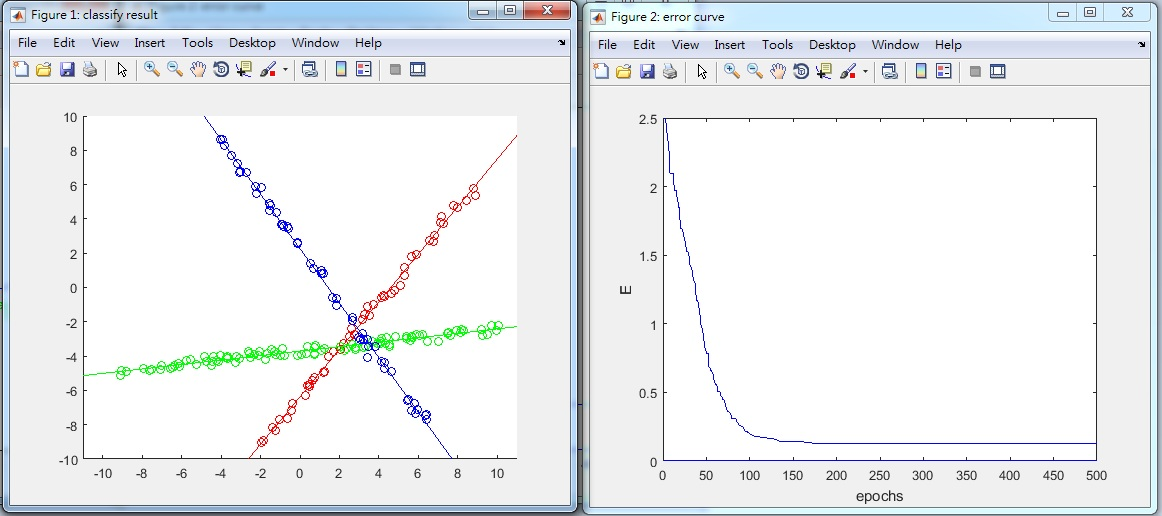 Figure 1: classify result
File Edit View Insert Tools Desktop Window Help
10
8
6
4
2
0
-2
-4
-6
-8
-10
-10 -8 -6 -4 -2 0 2 4 6 8 10
Figure 2: error curve
File Edit View Insert Tools Desktop Window Help
2.5
2
1.5
E
1
0.5
0
0 50 100 150 200 250 300 350 400 450 500
epochs